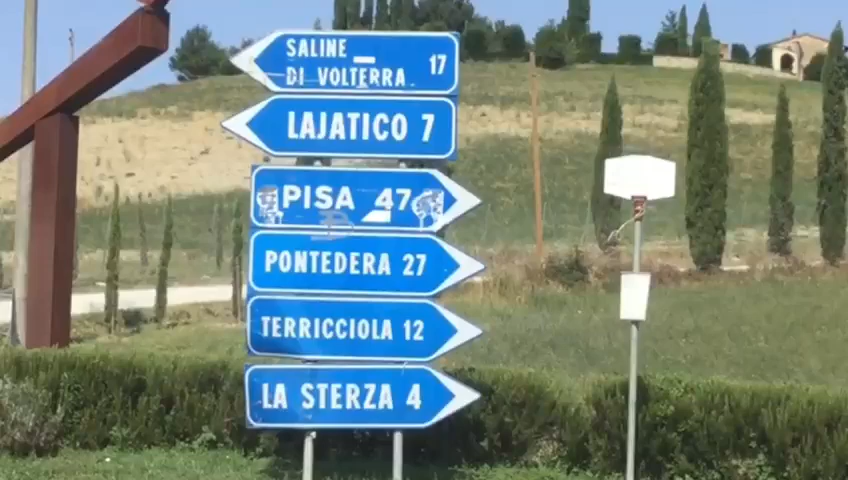 SALINE
DI VOLTERRA 17
LAJATICO 7
PISA 47
PONTEDERA 27
TERRICCIOLA 12
LA STERZA 4